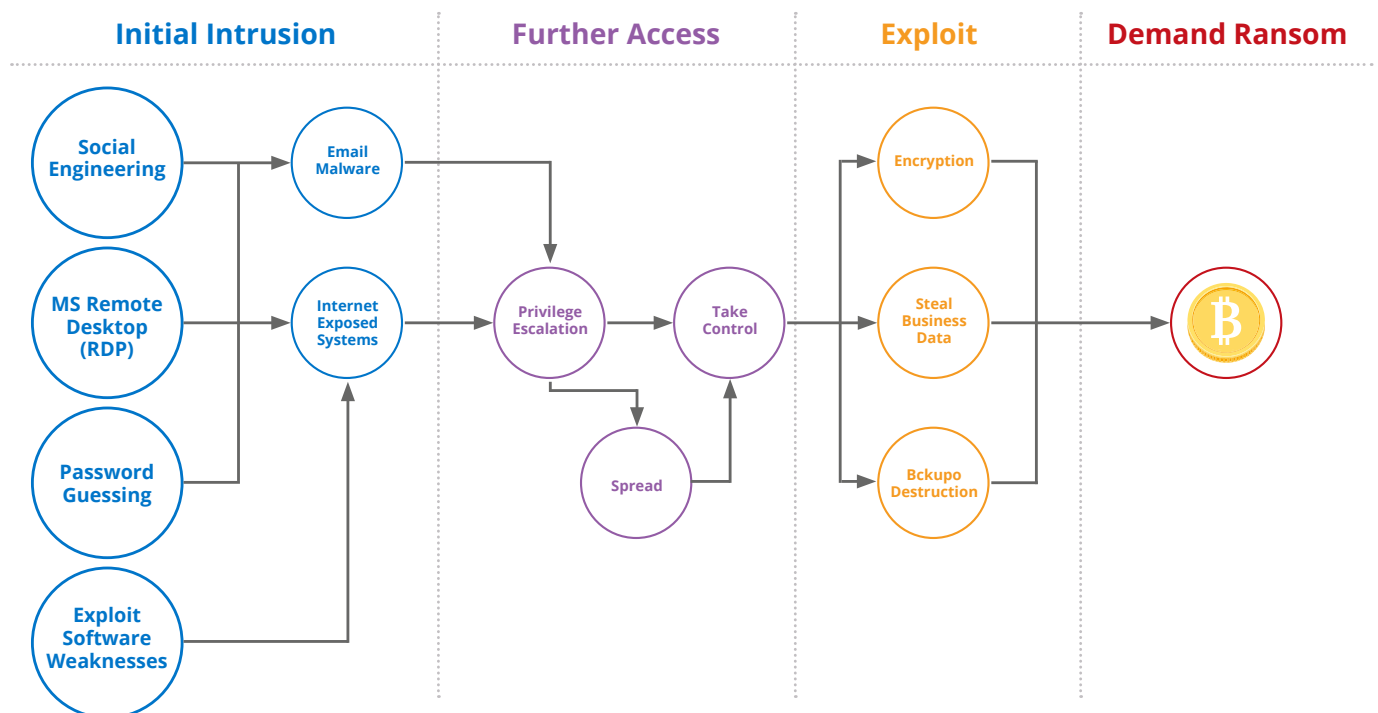 Initial Intrusion
Further Access
Exploit
Demand Ransom
Social
Engineering
Email
Malware
Encryption
MS Remote
Desktop
(RDP)
Internet
Exposed
Systems
Privilege
Escalation
Take
Control
Steal
Business
Data
Password
Guessing
Spread
Bckupo
Destruction
Exploit
Software
Weaknesses